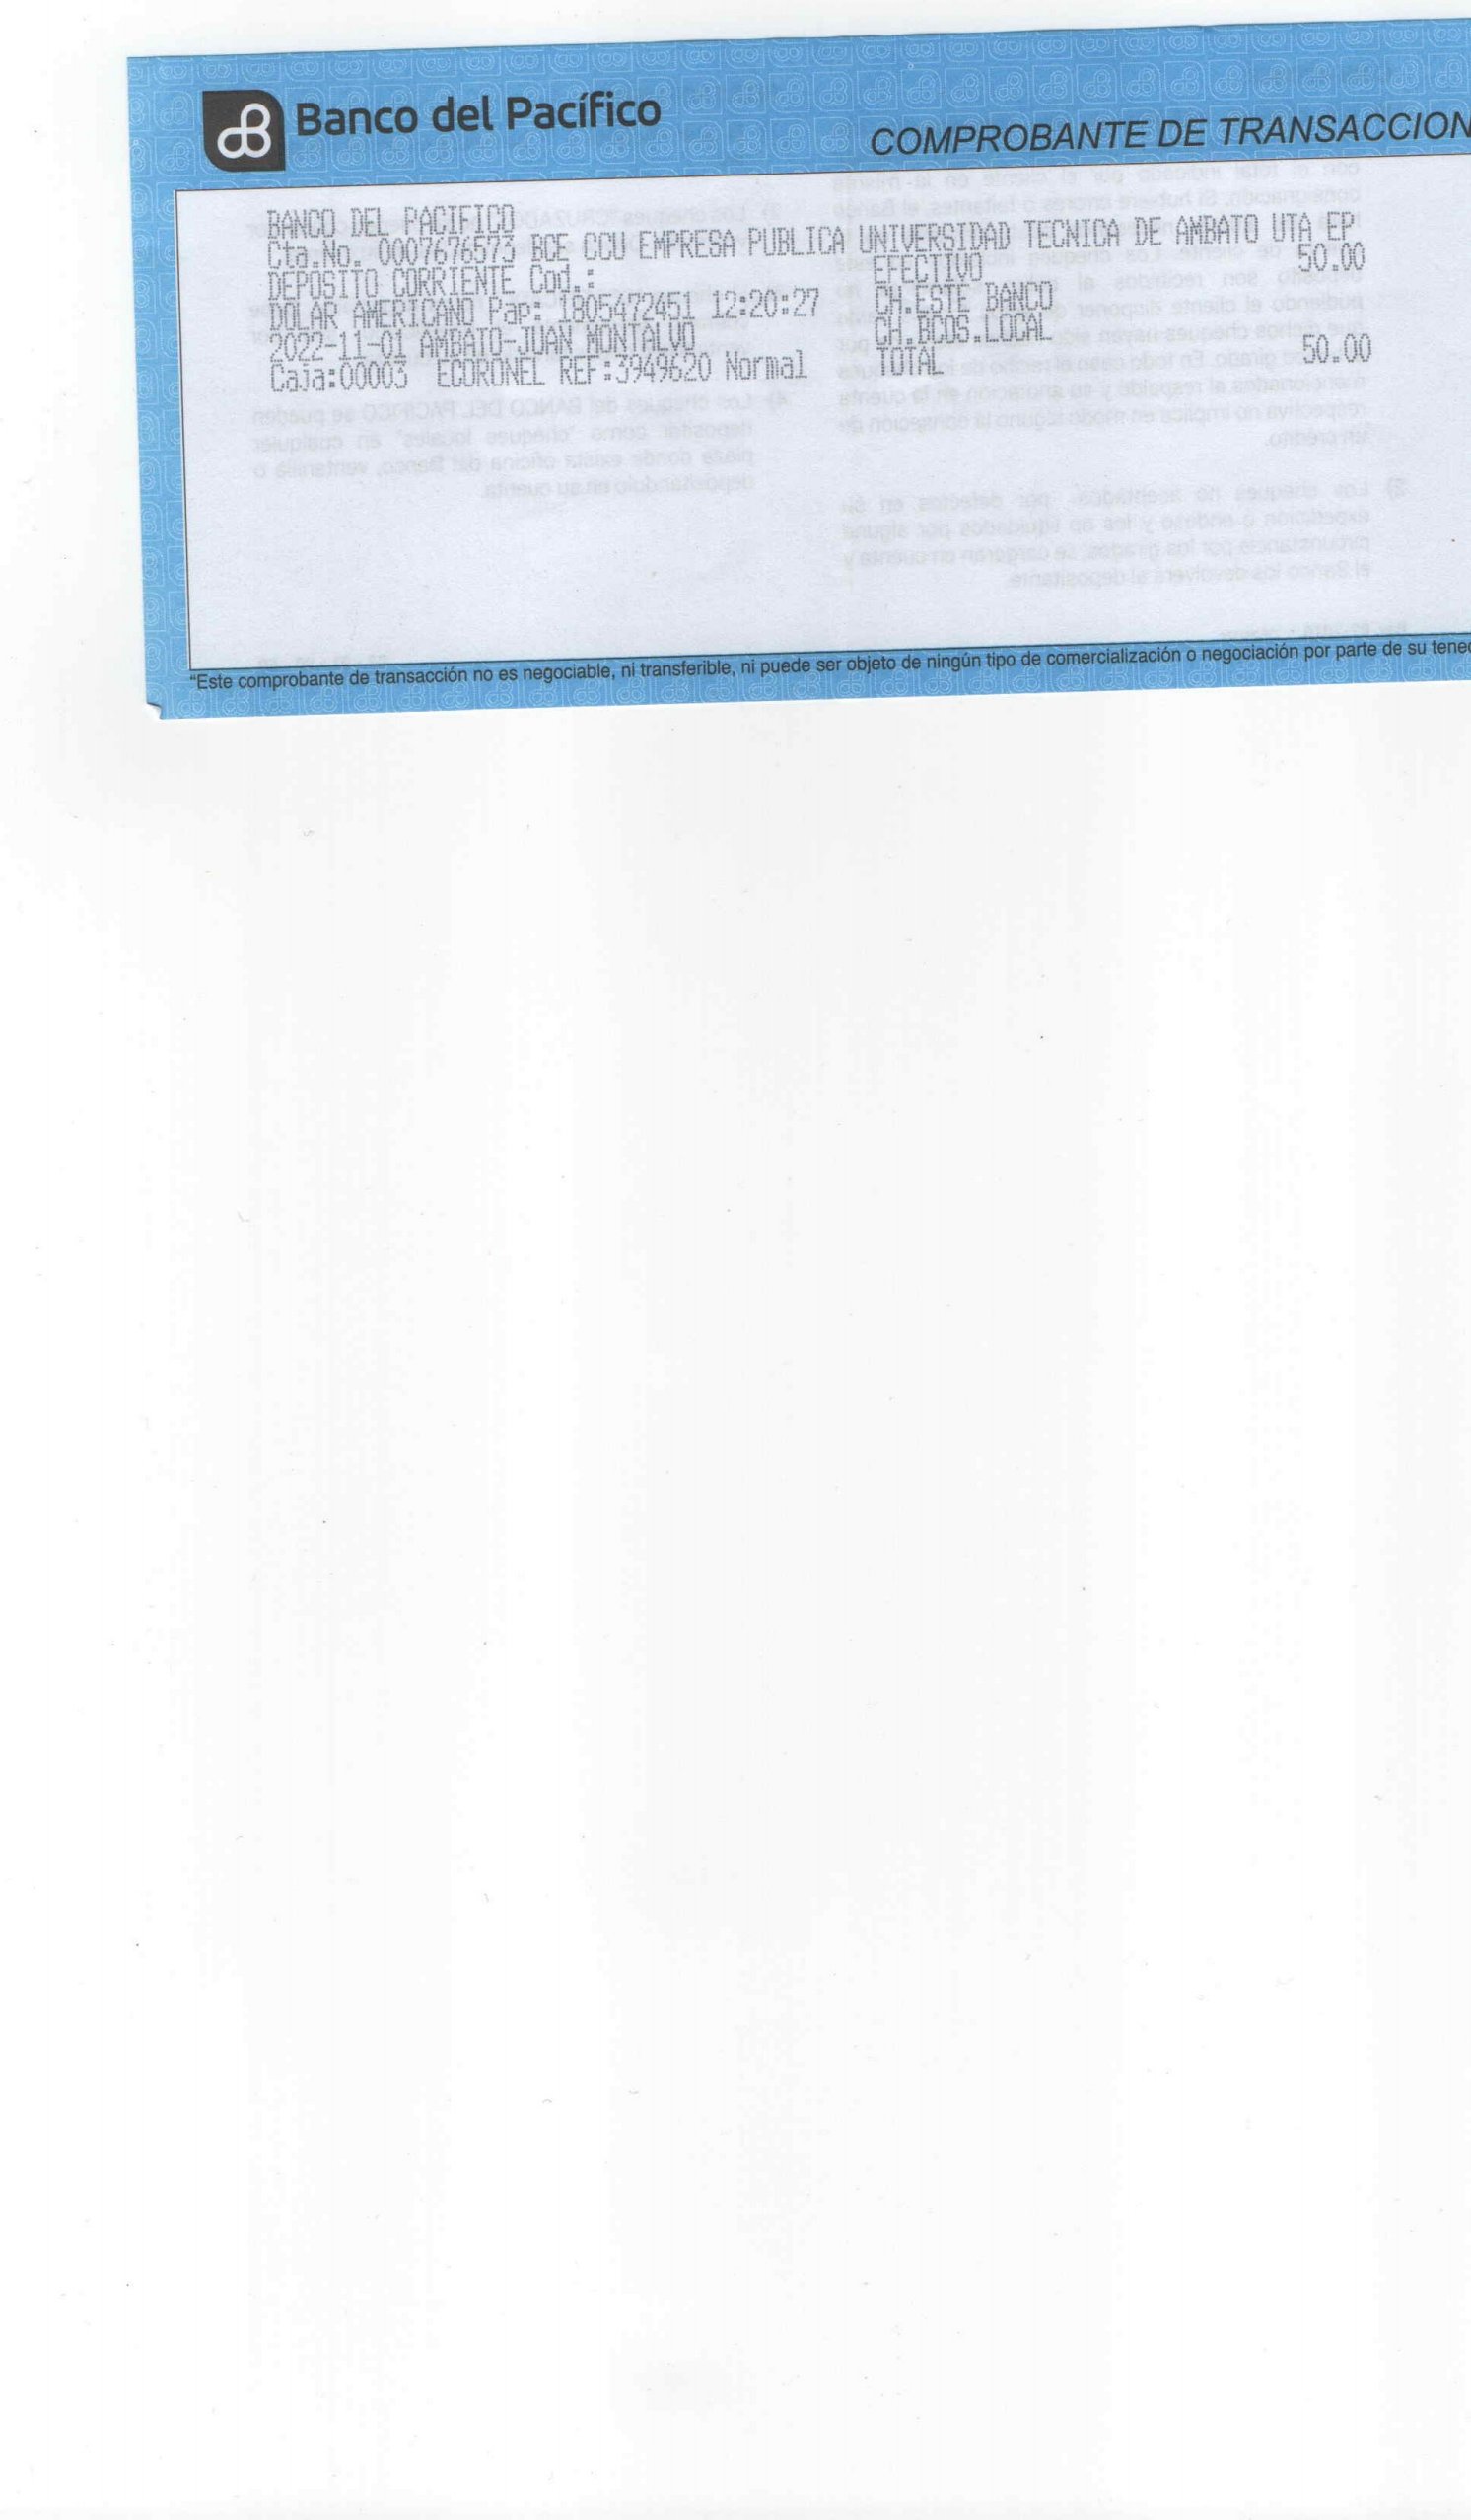 Banco del Pacífico
COMPROBANTE DE TRANSACCION
BANCO DEL PACIFICO
Cta.No. 0007676573 BCE CCU EMPRESA PUBLICA UNIVERSIDAD TECNICA DE AMBATO UTA EP
DEPOSITO CORRIENTE Cod.: EFECTIVO 50.00
DOLAR AMERICANO Pap: 1805472451 12:20:27 CH.ESTE BANCO
2022-11-01 AMBATO-JUAN MONTALVO CH.BCOS.LOCAL
Caja:00003 ECORONEL REF:3949620 Normal TOTAL 50.00
"Este comprobante de transacción no es negociable, ni transferible, ni puede ser objeto de ningún tipo de comercialización o negociación por parte de su tened